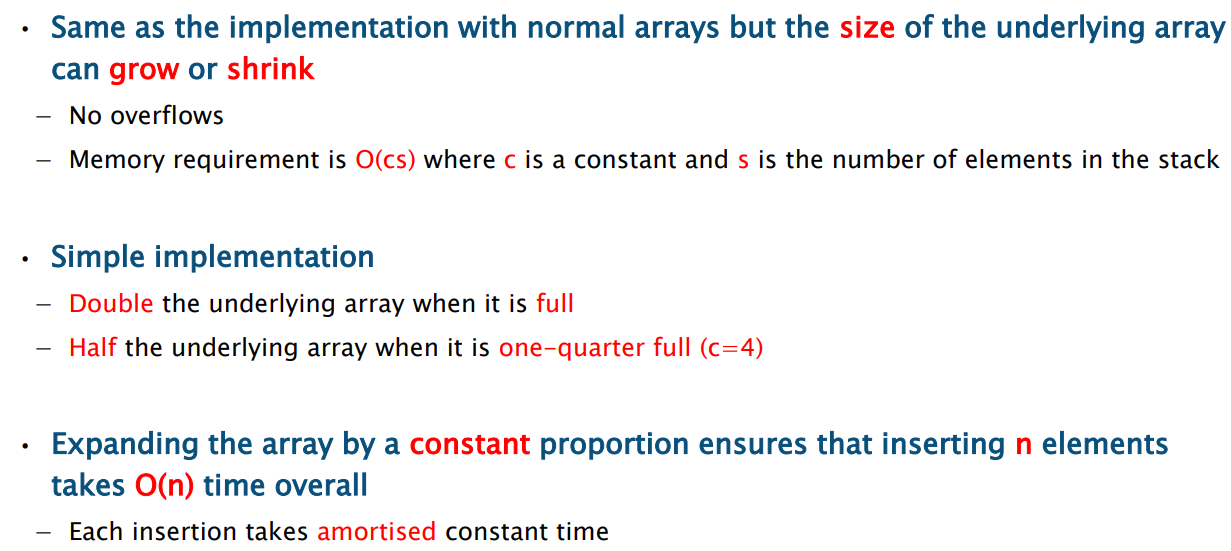 • Same as the implementation with normal arrays but the size of the underlying array
can grow or shrink
– No overflows
– Memory requirement is O(cs) where c is a constant and s is the number of elements in the stack
• Simple implementation
– Double the underlying array when it is full
– Half the underlying array when it is one-quarter full (c=4)
• Expanding the array by a constant proportion ensures that inserting n elements
takes O(n) time overall
– Each insertion takes amortised constant time